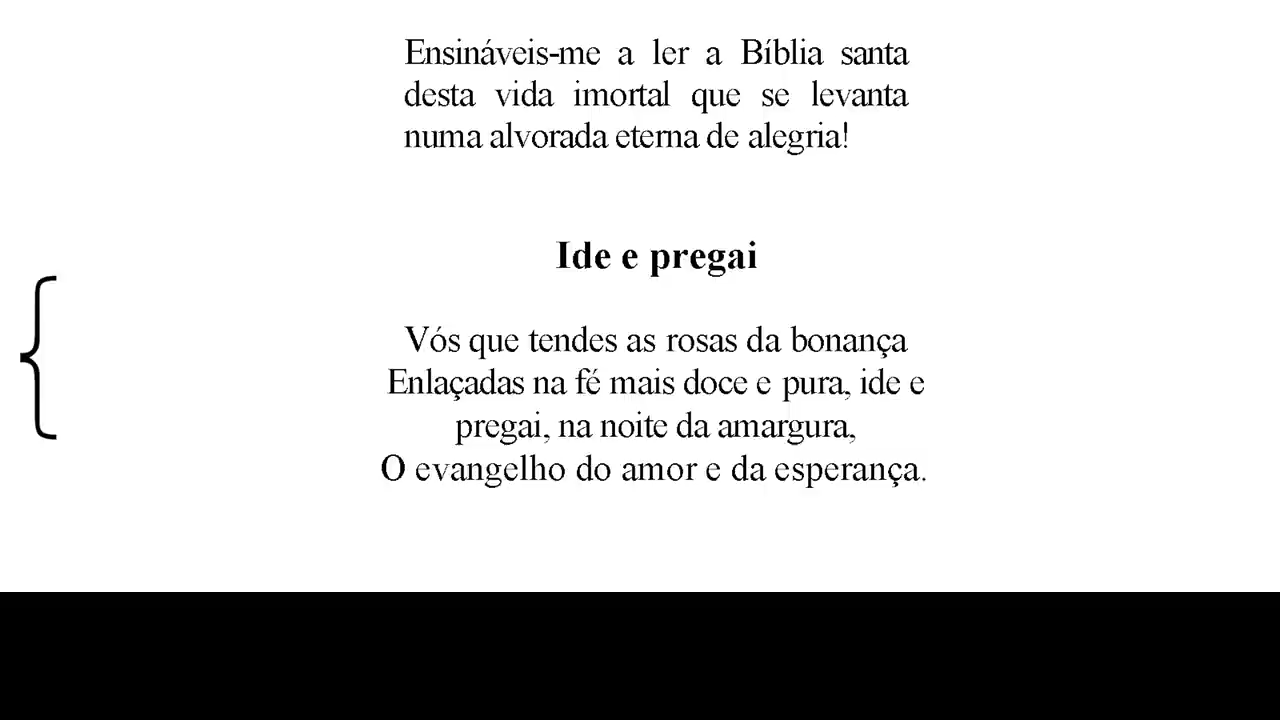 Ensináveis-me a ler a Bíblia santa
desta vida imortal que se levanta
numa alvorada eterna de alegria!
Ide e pregai
Vós que tendes as rosas da bonança
Enlaçadas na fé mais doce e pura, ide e
pregai, na noite da amargura,
O evangelho do amor e da esperança.